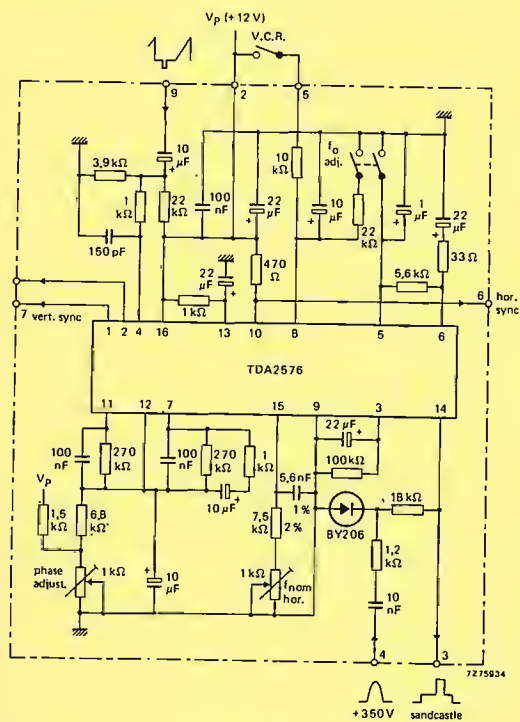 Vp (+ 12 V)
V.C.R.
9
2
5
10 µF
3,9 kΩ
1 kΩ
22 kΩ
100 nF
22 µF
10 kΩ
10 µF
fo adj.
22 kΩ
1 µF
22 µF
150 pF
22 µF
470 Ω
33 Ω
1 kΩ
5,6 kΩ
6 hor. sync
7 vert. sync
1 2 4 16 13 10 8 5 6
TDA2576
11 12 7 15 9 3 14
100 nF
270 kΩ
100 nF
270 kΩ
1 kΩ
22 µF
100 kΩ
5,6 nF
1 %
10 µF
Vp
1,5 kΩ
6,8 kΩ
7,5 kΩ
2 %
BY206
18 kΩ
1,2 kΩ
phase adjust.
1 kΩ
10 µF
1 kΩ
fnom hor.
10 nF
4
3
7Z75934
+350 V
sandcastle